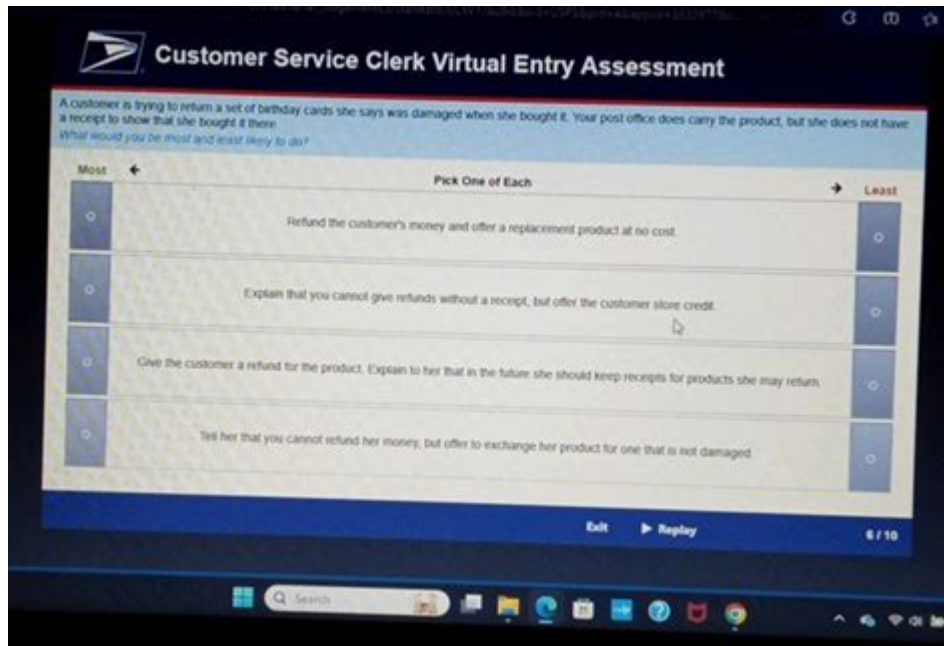 Customer Service Clerk Virtual Entry Assessment
A customer is trying to return a set of birthday cards she says was damaged when she bought it. Your post office does carry the product, but she does not have
a receipt to show that she bought it there.
What would you be most and least likely to do?
Most
Pick One of Each
Least
Refund the customer's money and offer a replacement product at no cost.
Explain that you cannot give refunds without a receipt, but offer the customer store credit.
Give the customer a refund for the product. Explain to her that in the future she should keep receipts for products she may return.
Tell her that you cannot refund her money, but offer to exchange her product for one that is not damaged.
Exit
Replay
6 / 10
Search